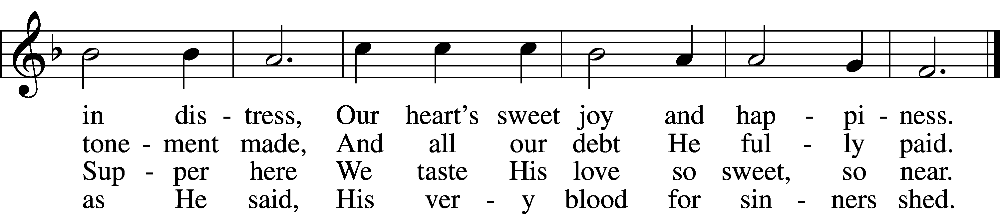 in dis - tress, Our heart’s sweet joy and hap - pi - ness.
tone - ment made, And all our debt He ful - ly paid.
Sup - per here We taste His love so sweet, so near.
as He said, His ver - y blood for sin - ners shed.